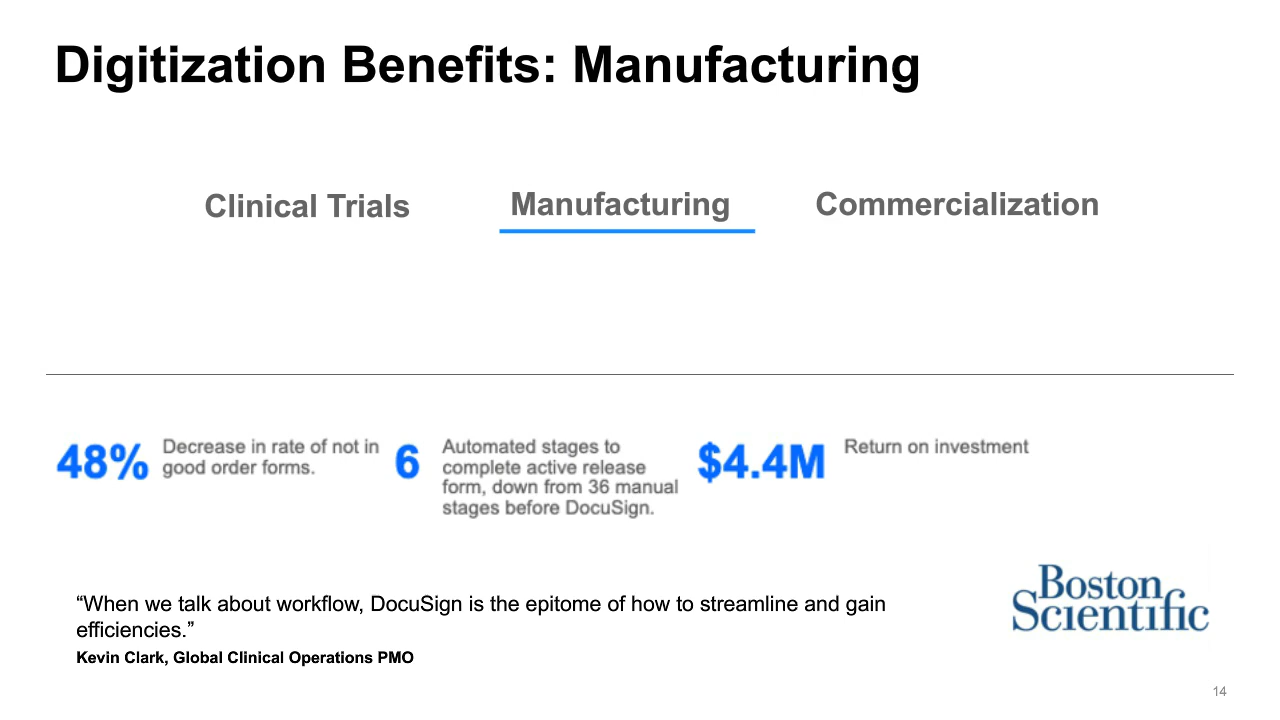 Digitization Benefits: Manufacturing
Clinical Trials
Manufacturing
Commercialization
48%
Decrease in rate of not in
good order forms.
6
Automated stages to
complete active release
form, down from 36 manual
stages before DocuSign.
$4.4M
Return on investment
“When we talk about workflow, DocuSign is the epitome of how to streamline and gain
efficiencies.”
Kevin Clark, Global Clinical Operations PMO
Boston
Scientific
14